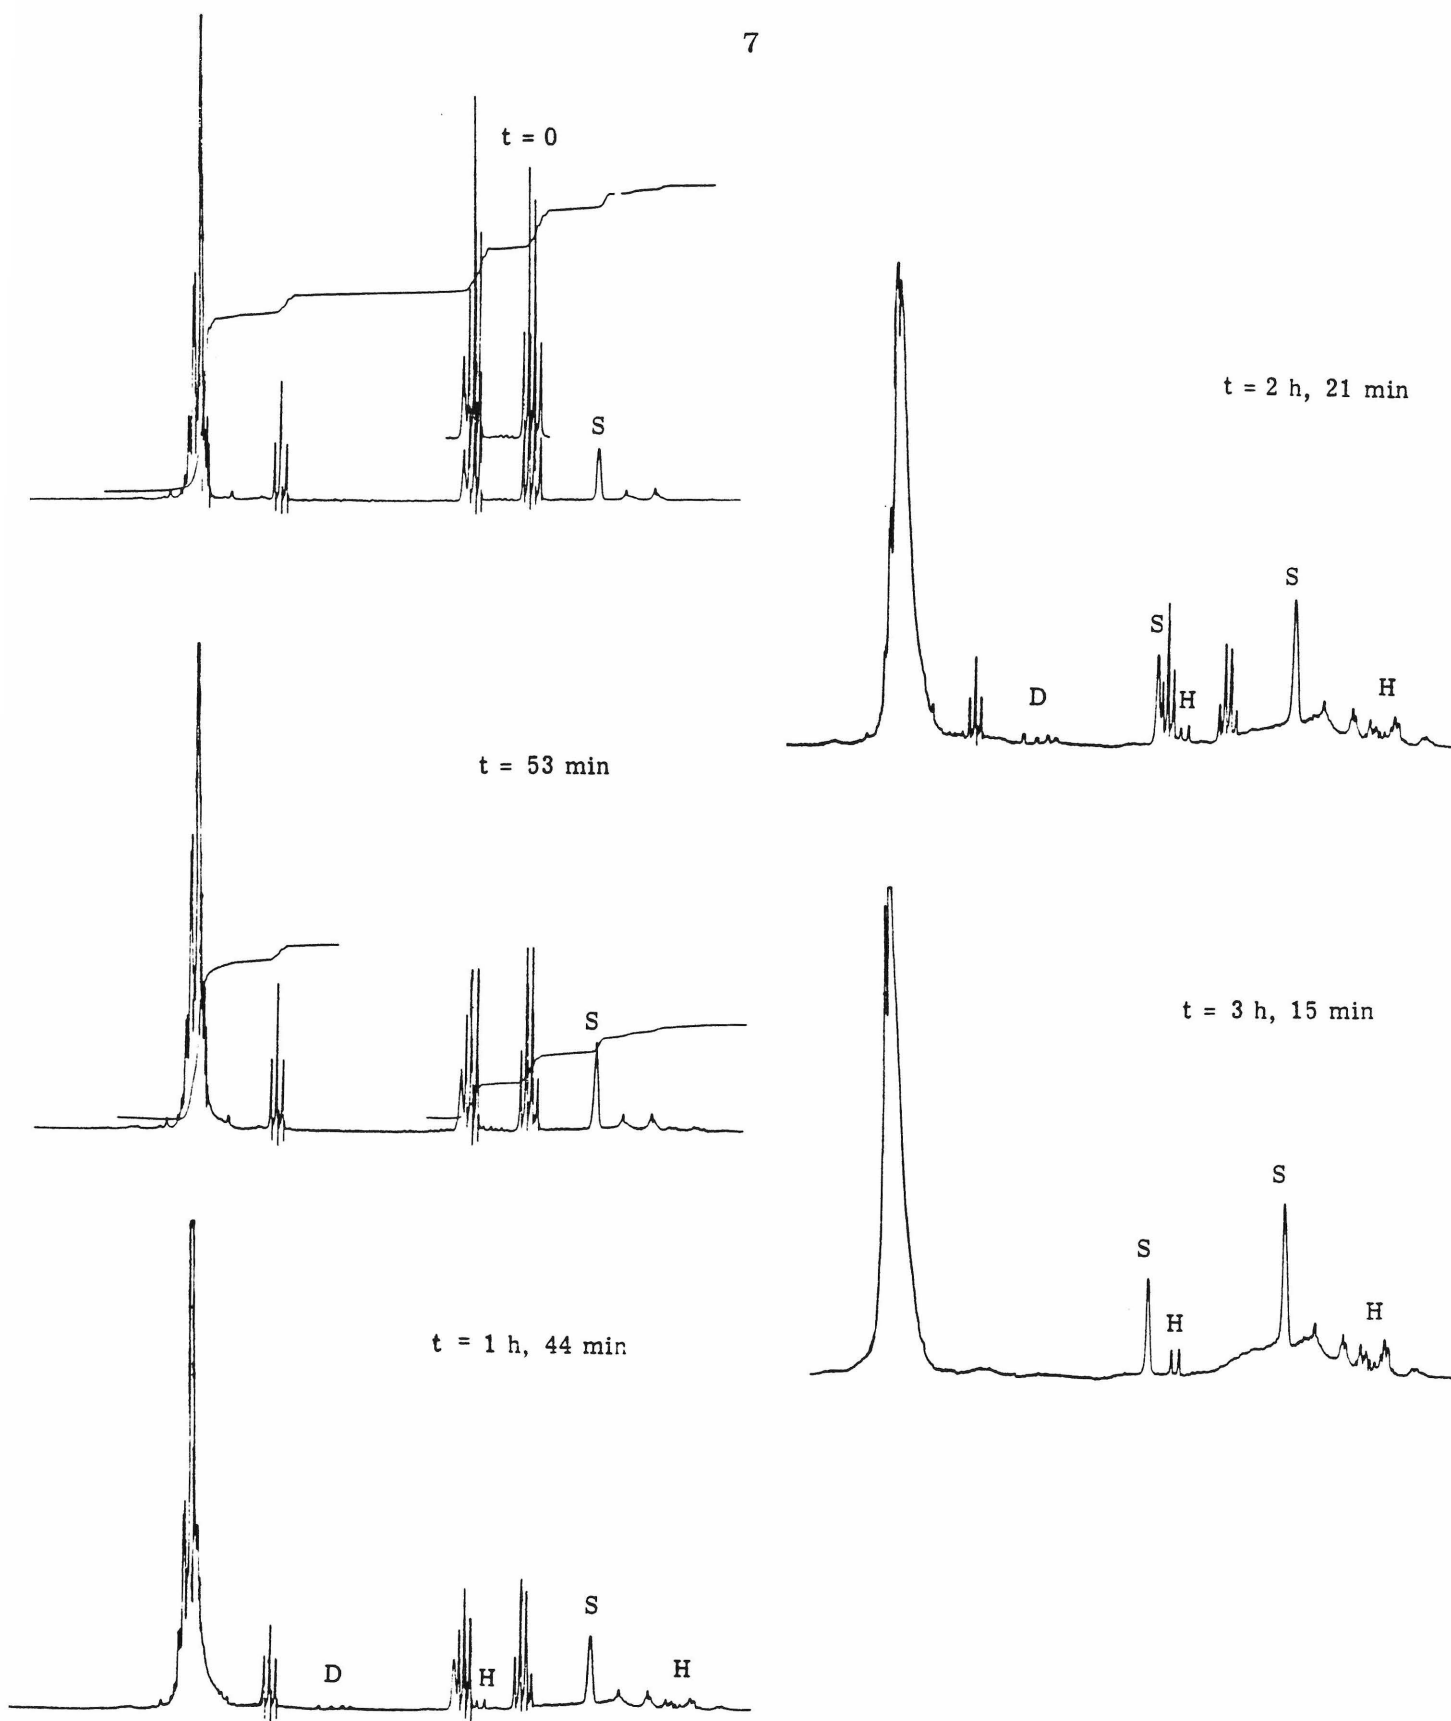 7
t = 0
S
t = 53 min
S
t = 1 h, 44 min
D
H
S
H
t = 2 h, 21 min
D
S
H
S
H
t = 3 h, 15 min
S
H
S
H